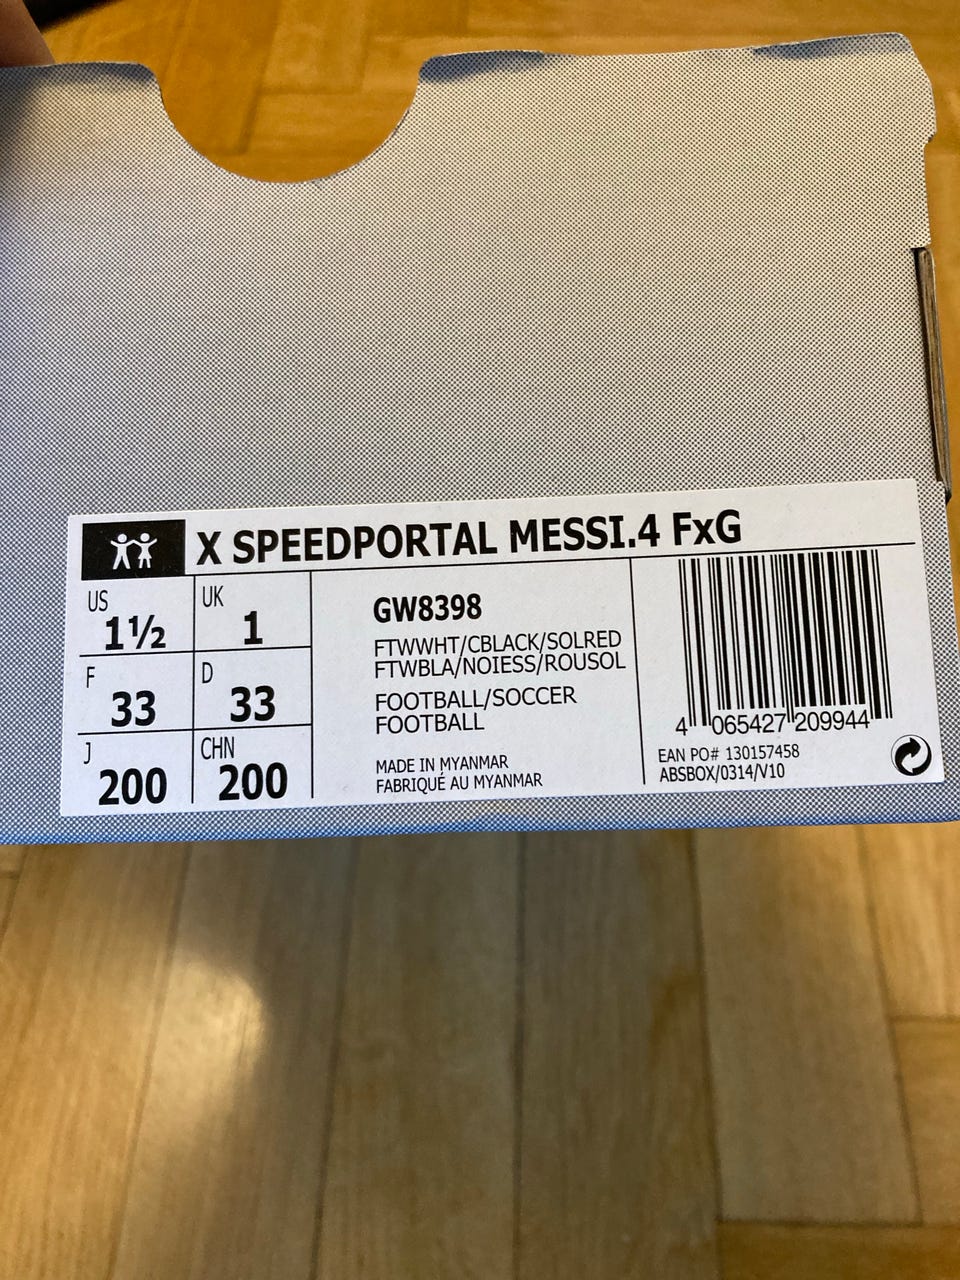 X SPEEDPORTAL MESSI.4 FxG
US
1½
UK
1
F
33
D
33
J
200
CHN
200
GW8398
FTWWHT/CBLACK/SOLRED
FTWBLA/NOIESS/ROUSOL
FOOTBALL/SOCCER
FOOTBALL
MADE IN MYANMAR
FABRIQUÉ AU MYANMAR
4 065427 209944
EAN PO# 130157458
ABSBOX/0314/V10